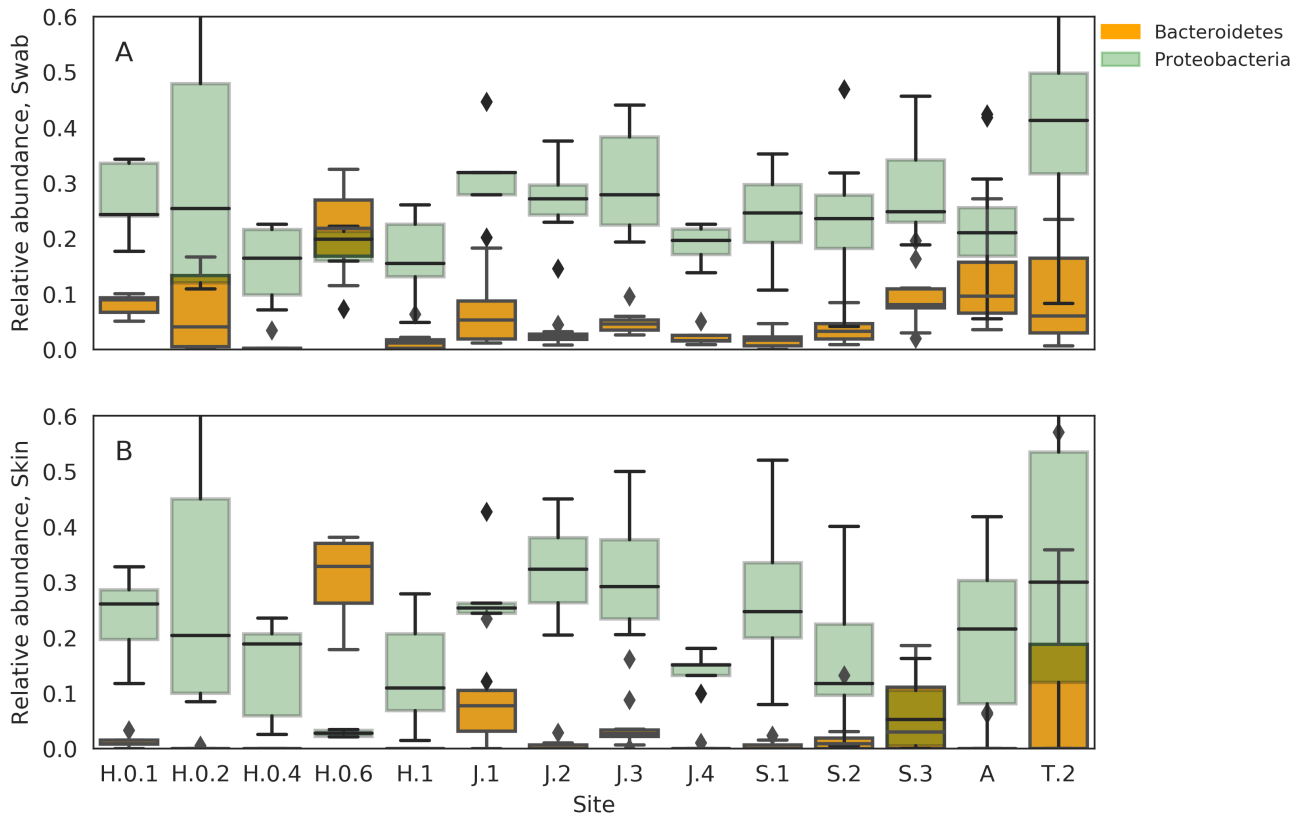 A
Relative abundance, Swab
0.6
0.5
0.4
0.3
0.2
0.1
0.0
Bacteroidetes
Proteobacteria
B
Relative abundance, Skin
0.6
0.5
0.4
0.3
0.2
0.1
0.0
H.0.1 H.0.2 H.0.4 H.0.6 H.1 J.1 J.2 J.3 J.4 S.1 S.2 S.3 A T.2
Site